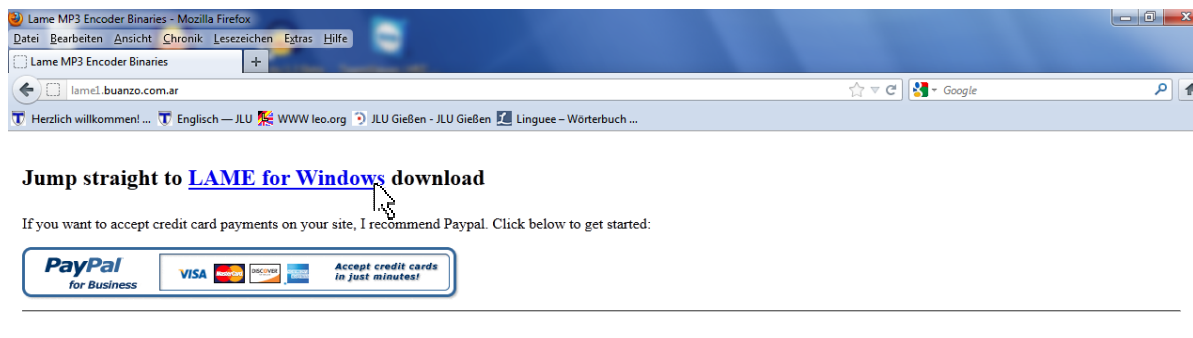 Lame MP3 Encoder Binaries - Mozilla Firefox
Datei Bearbeiten Ansicht Chronik Lesezeichen Extras Hilfe
Lame MP3 Encoder Binaries +
lame1.buanzo.com.ar Google
Herzlich willkommen! ... Englisch — JLU WWW leo.org JLU Gießen - JLU Gießen Linguee – Wörterbuch ...
Jump straight to LAME for Windows download
If you want to accept credit card payments on your site, I recommend Paypal. Click below to get started:
PayPal VISA MasterCard DISCOVER Accept credit cards
for Business in just minutes!